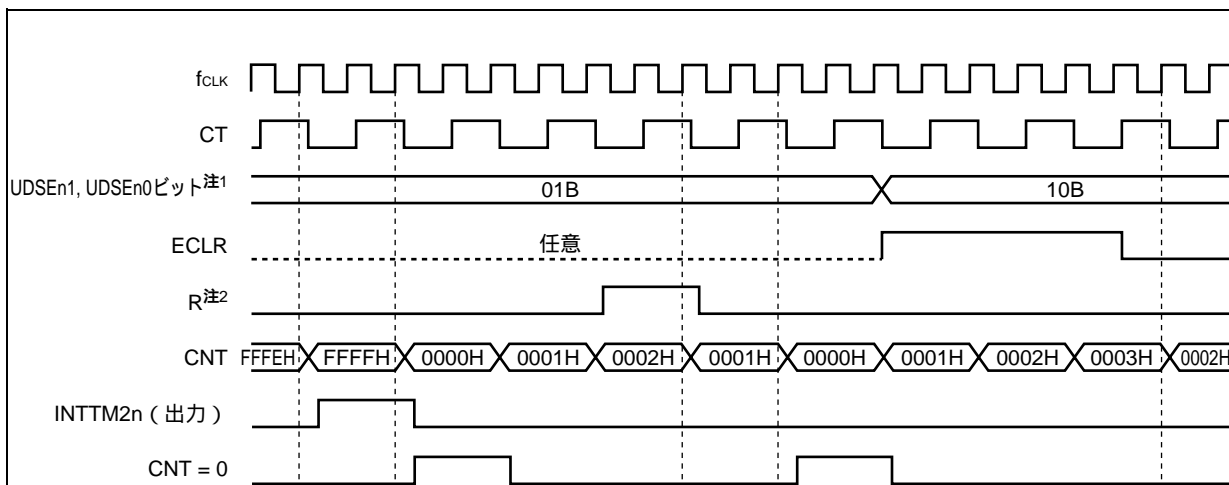 fCLK
CT
UDSEn1, UDSEn0ビット注1 01B 10B
ECLR 任意
R注2
CNT FFFEH FFFFH 0000H 0001H 0002H 0001H 0000H 0001H 0002H 0003H 0002H
INTTM2n（出力）
CNT = 0